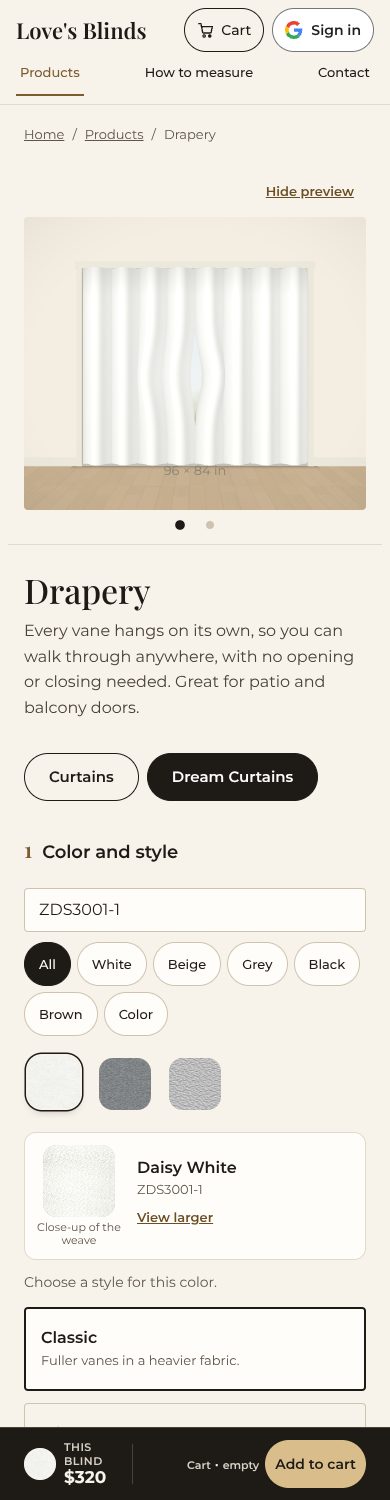 Love's Blinds
Cart
Sign in
Products
How to measure
Contact
Home / Products / Drapery
Hide preview
96 × 84 in
Drapery
Every vane hangs on its own, so you can
walk through anywhere, with no opening
or closing needed. Great for patio and
balcony doors.
Curtains
Dream Curtains
1 Color and style
ZDS3001-1
All
White
Beige
Grey
Black
Brown
Color
Daisy White
ZDS3001-1
View larger
Close-up of the
weave
Choose a style for this color.
Classic
Fuller vanes in a heavier fabric.
THIS
BLIND
$320
Cart • empty
Add to cart